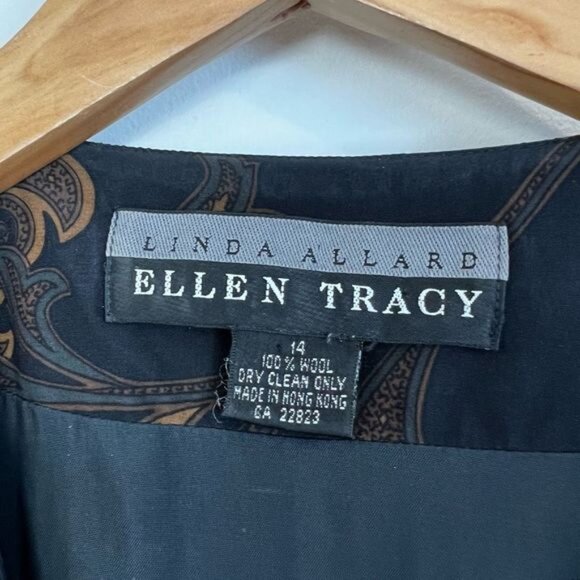 LINDA ALLARD
ELLEN TRACY
14
100% WOOL
DRY CLEAN ONLY
MADE IN HONG KONG
CA 22823